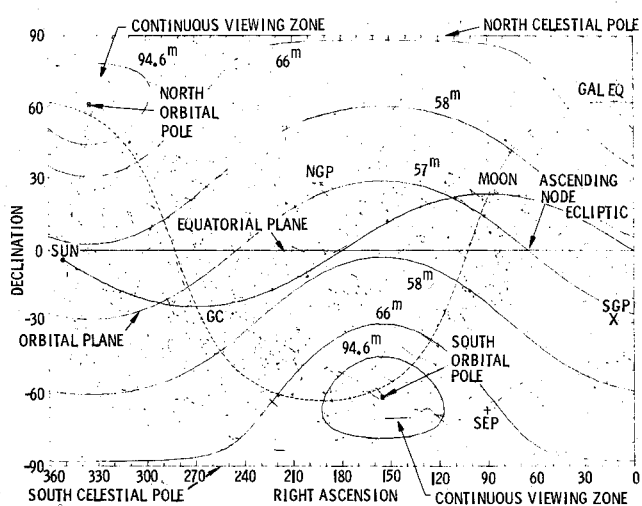 CONTINUOUS VIEWING ZONE
NORTH CELESTIAL POLE
90
94.6m
66m
NORTH
ORBITAL
POLE
GAL EQ
60
58m
NGP
57m
MOON
ASCENDING
NODE
ECLIPTIC
30
EQUATORIAL PLANE
DECLINATION
0
SUN
GC
58m
SGP
X
-30
ORBITAL PLANE
66m
94.6m
SOUTH
ORBITAL
POLE
-60
SEP
-90
360 330 300 270 240 210 180 150 120 90 60 30 0
SOUTH CELESTIAL POLE
RIGHT ASCENSION
CONTINUOUS VIEWING ZONE